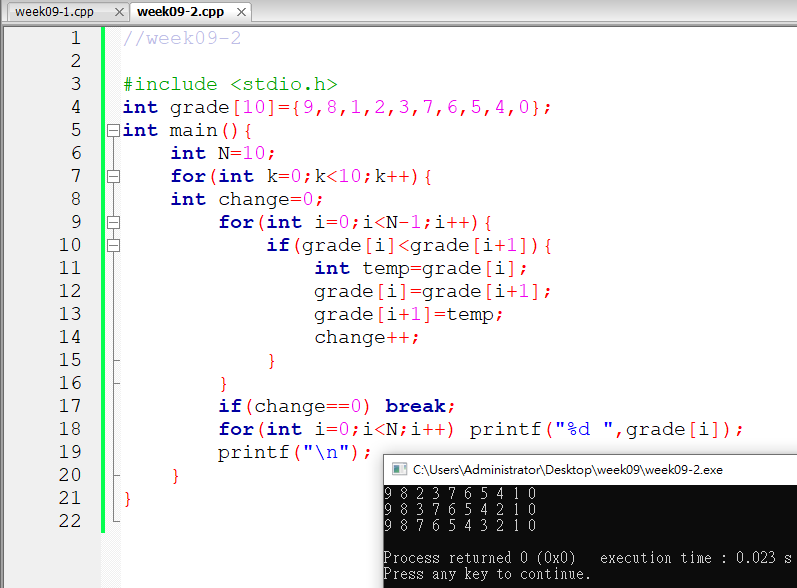 week09-1.cpp week09-2.cpp
1 //week09-2
2
3 #include <stdio.h>
4 int grade[10]={9,8,1,2,3,7,6,5,4,0};
5 int main(){
6     int N=10;
7     for(int k=0;k<10;k++){
8     int change=0;
9         for(int i=0;i<N-1;i++){
10             if(grade[i]<grade[i+1]){
11                 int temp=grade[i];
12                 grade[i]=grade[i+1];
13                 grade[i+1]=temp;
14                 change++;
15             }
16         }
17         if(change==0) break;
18         for(int i=0;i<N;i++) printf("%d ",grade[i]);
19         printf("\n");
20     }
21 }
22
C:\Users\Administrator\Desktop\week09\week09-2.exe
9 8 2 3 7 6 5 4 1 0
9 8 3 7 6 5 4 2 1 0
9 8 7 6 5 4 3 2 1 0
Process returned 0 (0x0)   execution time : 0.023 s
Press any key to continue.